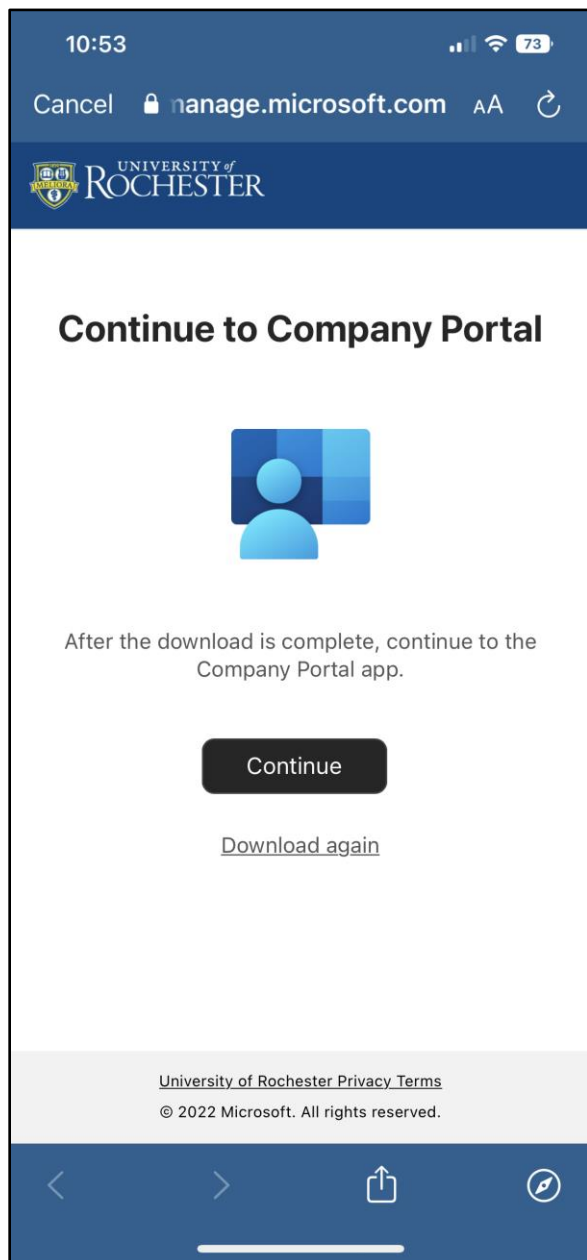 10:53
73
Cancel manage.microsoft.com AA
MELIORA
UNIVERSITY of
ROCHESTER
Continue to Company Portal
After the download is complete, continue to the
Company Portal app.
Continue
Download again
University of Rochester Privacy Terms
© 2022 Microsoft. All rights reserved.